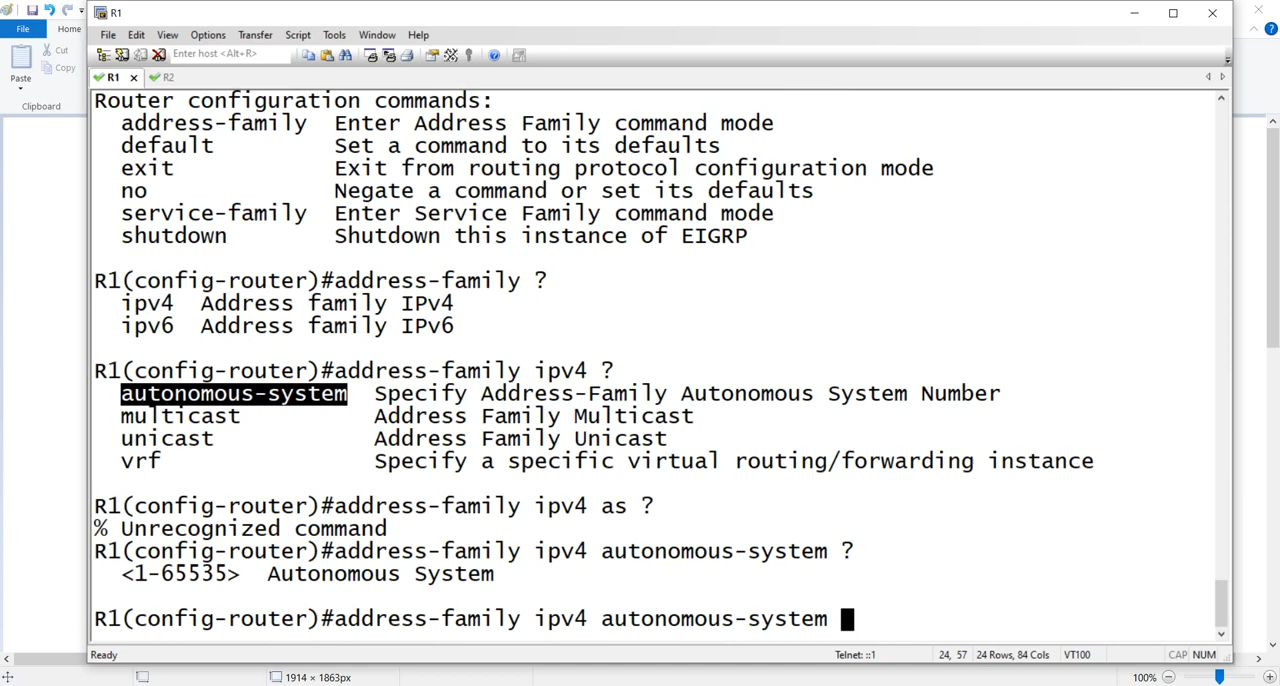 R1
File Home
File Edit View Options Transfer Script Tools Window Help
Cut
Enter host <Alt+R>
Copy
Paste
R1 R2
Clipboard
Router configuration commands:
address-family Enter Address Family command mode
default Set a command to its defaults
exit Exit from routing protocol configuration mode
no Negate a command or set its defaults
service-family Enter Service Family command mode
shutdown Shutdown this instance of EIGRP
R1(config-router)#address-family ?
ipv4 Address family IPv4
ipv6 Address family IPv6
R1(config-router)#address-family ipv4 ?
autonomous-system Specify Address-Family Autonomous System Number
multicast Address Family Multicast
unicast Address Family Unicast
vrf Specify a specific virtual routing/forwarding instance
R1(config-router)#address-family ipv4 as ?
% Unrecognized command
R1(config-router)#address-family ipv4 autonomous-system ?
<1-65535> Autonomous System
R1(config-router)#address-family ipv4 autonomous-system
Ready Telnet: ::1 24, 57 24 Rows, 84 Cols VT100 CAP NUM
1914 × 1863px 100%